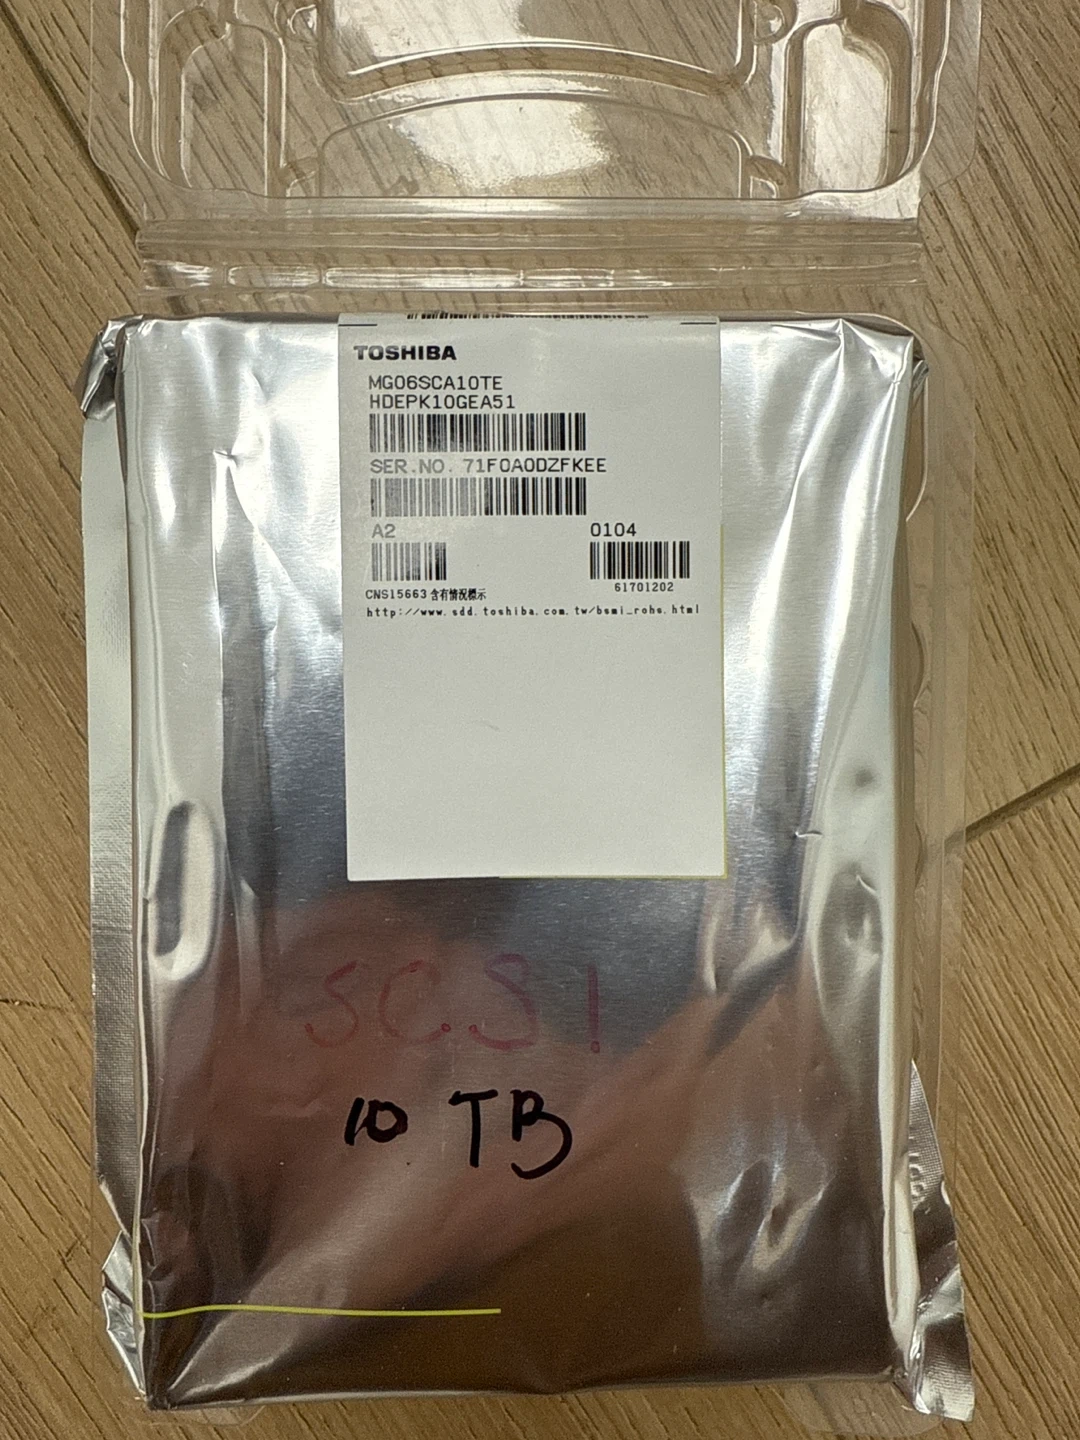 TOSHIBA
MG06SCA10TE
HDEPK10GEA51
SER.NO. 71F0A0DZFKEE
A2 0104
61701202
CNS15663 含有情況標示
http://www.sdd.toshiba.com.tw/bsmi_rohs.html
SCSI
10 TB